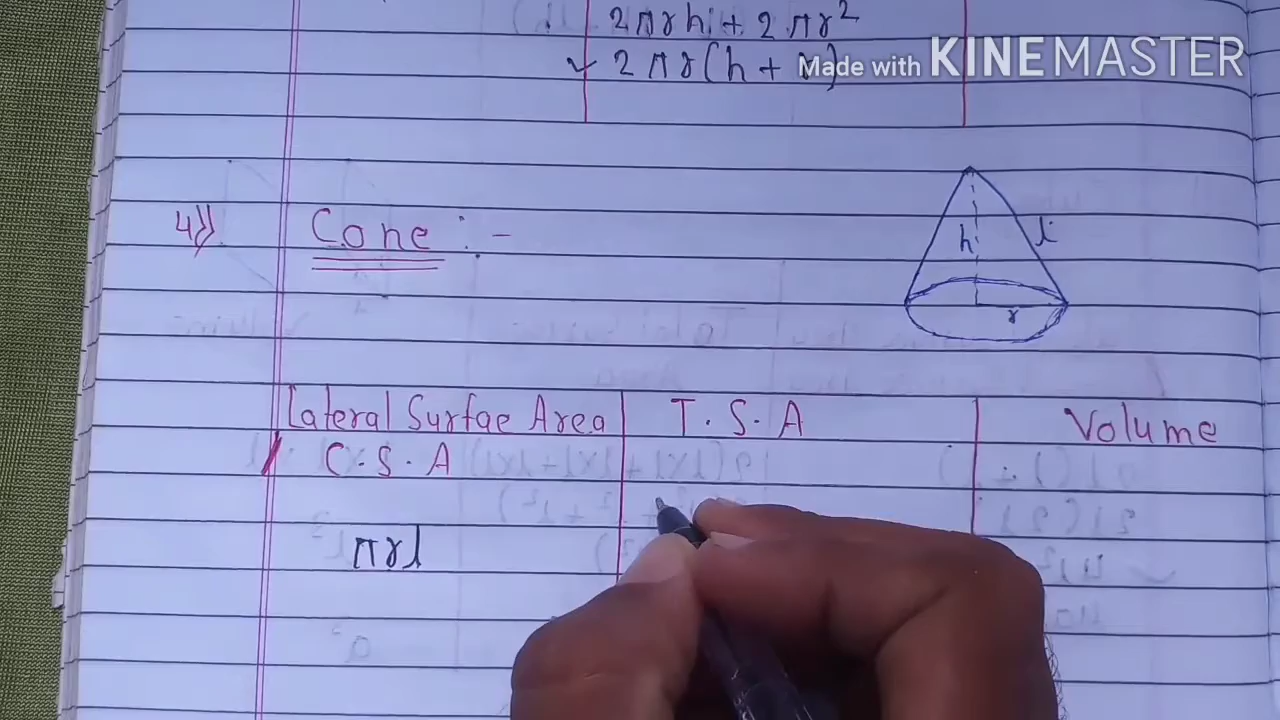 2πrh + 2πr²
✓ 2πr(h + r)
Made with KINEMASTER
4» Cone :-
h l
r
Lateral Surfae Area T.S.A Volume
C.S.A
πrl